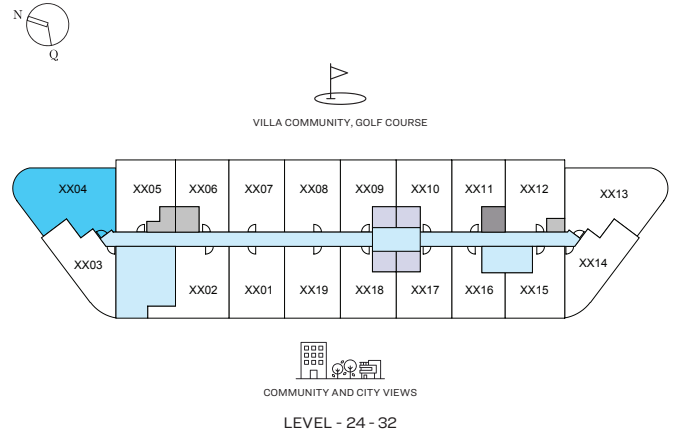 N
Q
VILLA COMMUNITY, GOLF COURSE
XX04 XX05 XX06 XX07 XX08 XX09 XX10 XX11 XX12 XX13
XX03 XX02 XX01 XX19 XX18 XX17 XX16 XX15 XX14
COMMUNITY AND CITY VIEWS
LEVEL - 24 - 32